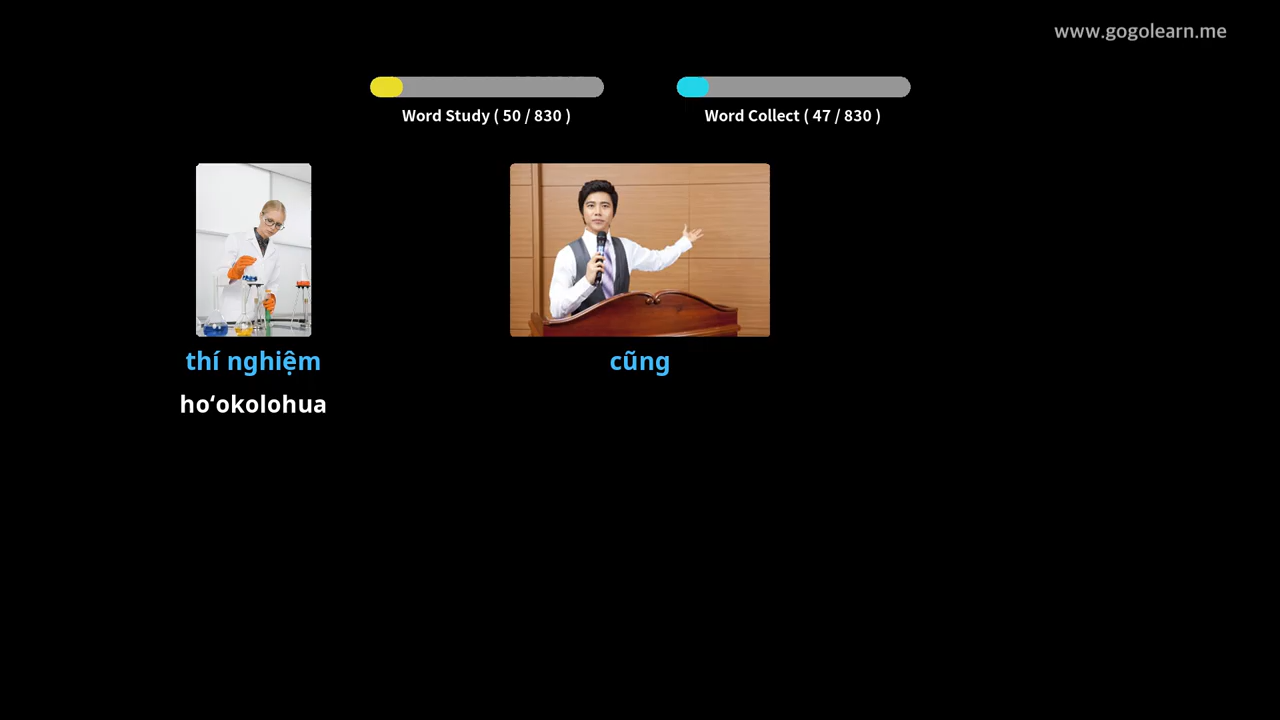 www.gogolearn.me
Word Study ( 50 / 830 )
Word Collect ( 47 / 830 )
thí nghiệm
cũng
hoʻokolohua